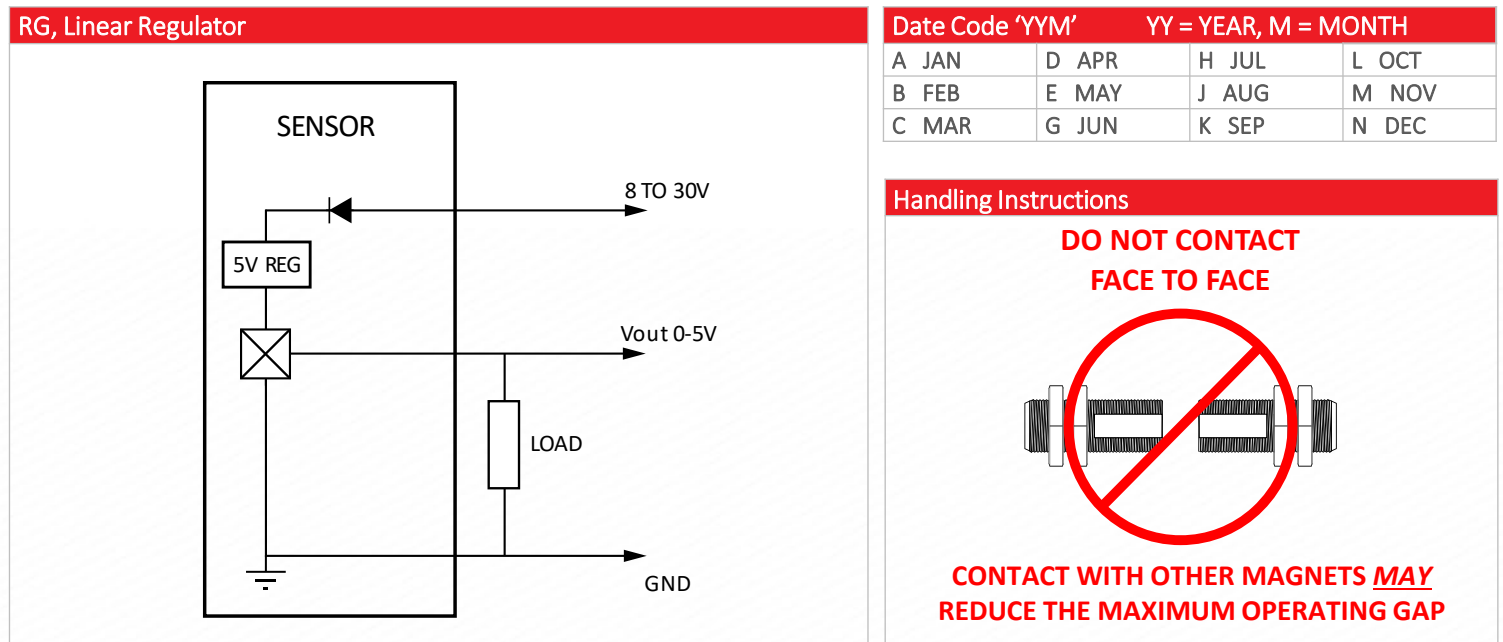 RG, Linear Regulator
SENSOR
8 TO 30V
5V REG
Vout 0-5V
LOAD
GND
Date Code ‘YYM’ YY = YEAR, M = MONTH
A JAN D APR H JUL L OCT
B FEB E MAY J AUG M NOV
C MAR G JUN K SEP N DEC
Handling Instructions
DO NOT CONTACT
FACE TO FACE
CONTACT WITH OTHER MAGNETS MAY
REDUCE THE MAXIMUM OPERATING GAP